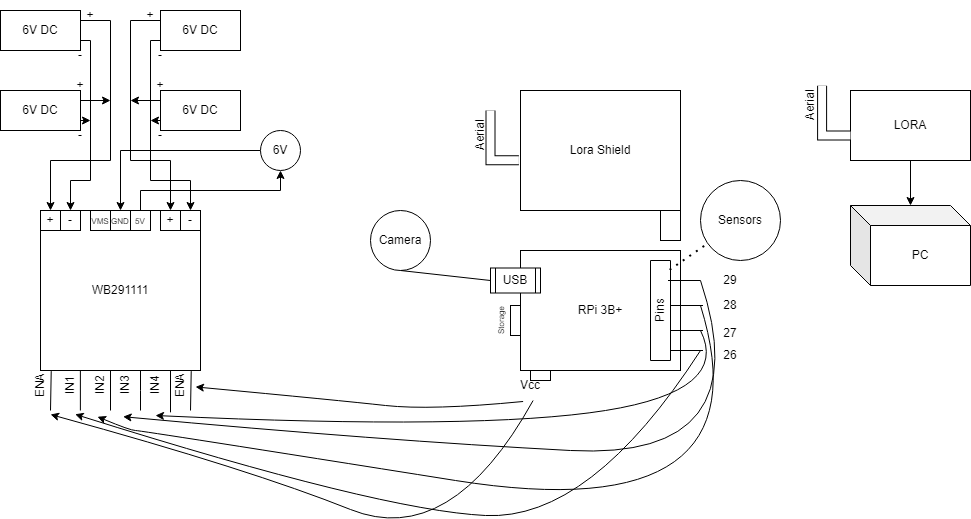 6V DC
+
-
+
6V DC
-
6V DC
+
-
+
6V DC
-
6V
+
-
VMS
GND
5V
+
-
WB291111
ENA
IN1
IN2
IN3
IN4
ENA
Aerial
Lora Shield
Camera
Sensors
USB
Storage
RPi 3B+
Pins
Vcc
29
28
27
26
Aerial
LORA
PC